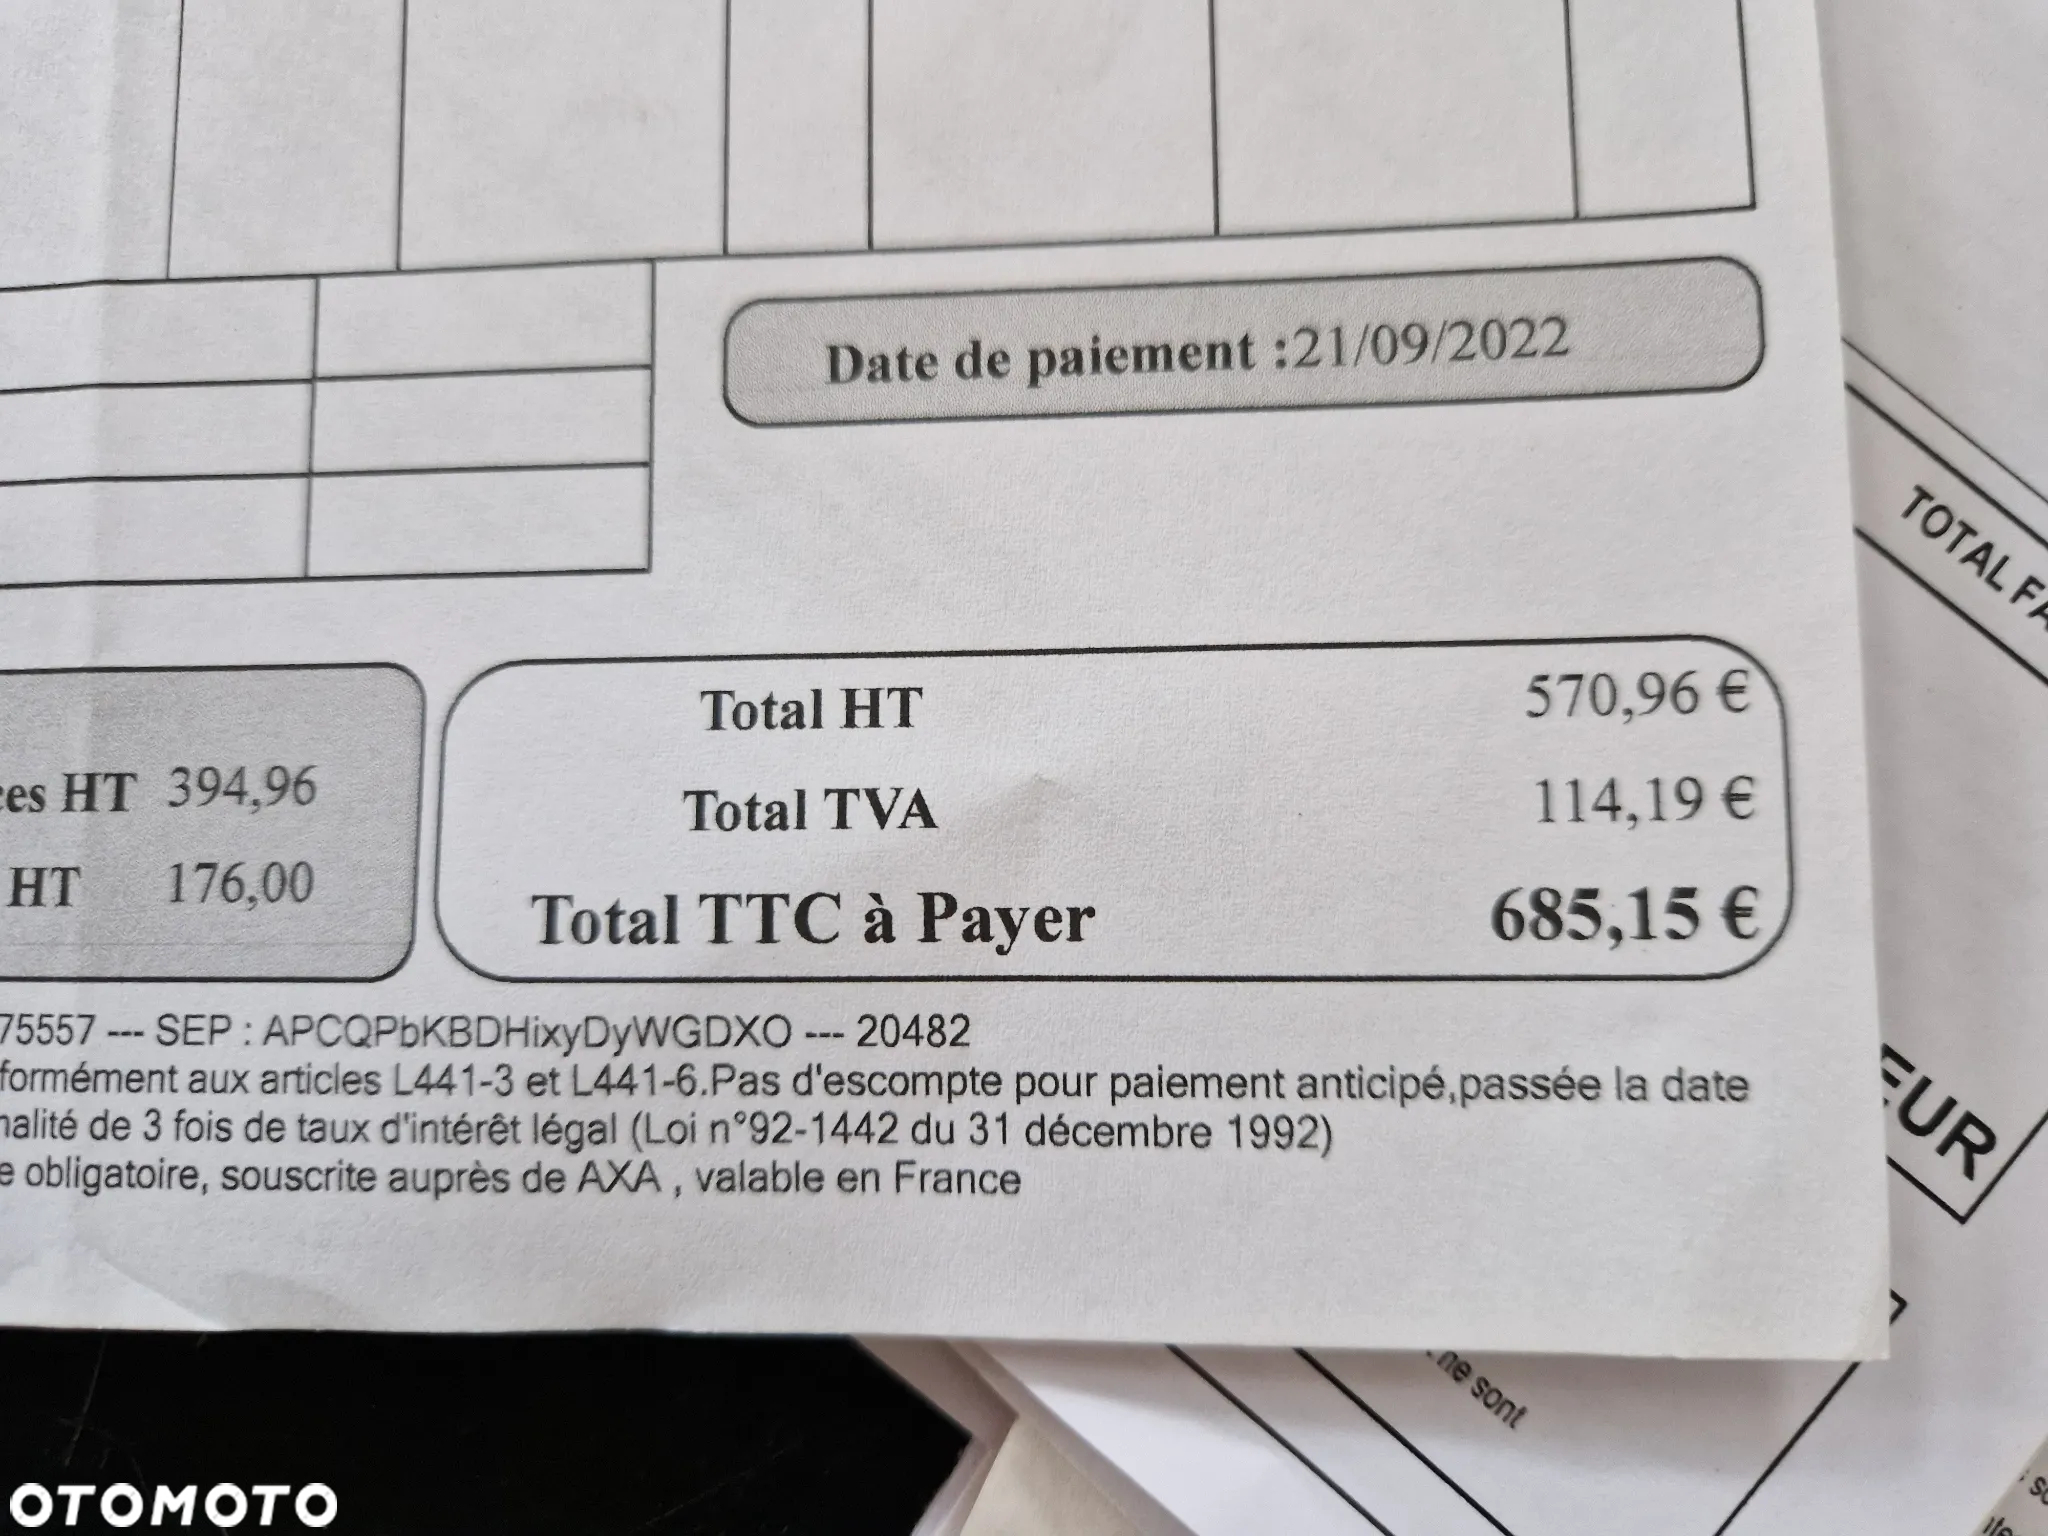 Date de paiement :21/09/2022
TOTAL FA
Total HT 570,96 €
ces HT 394,96
Total TVA 114,19 €
HT 176,00
Total TTC à Payer 685,15 €
75557 --- SEP : APCQPbKBDHixyDyWGDXO --- 20482
formément aux articles L441-3 et L441-6.Pas d'escompte pour paiement anticipé,passée la date
nalité de 3 fois de taux d'intérêt légal (Loi n°92-1442 du 31 décembre 1992)
e obligatoire, souscrite auprès de AXA , valable en France
EUR
ne sont
OTOMOTO